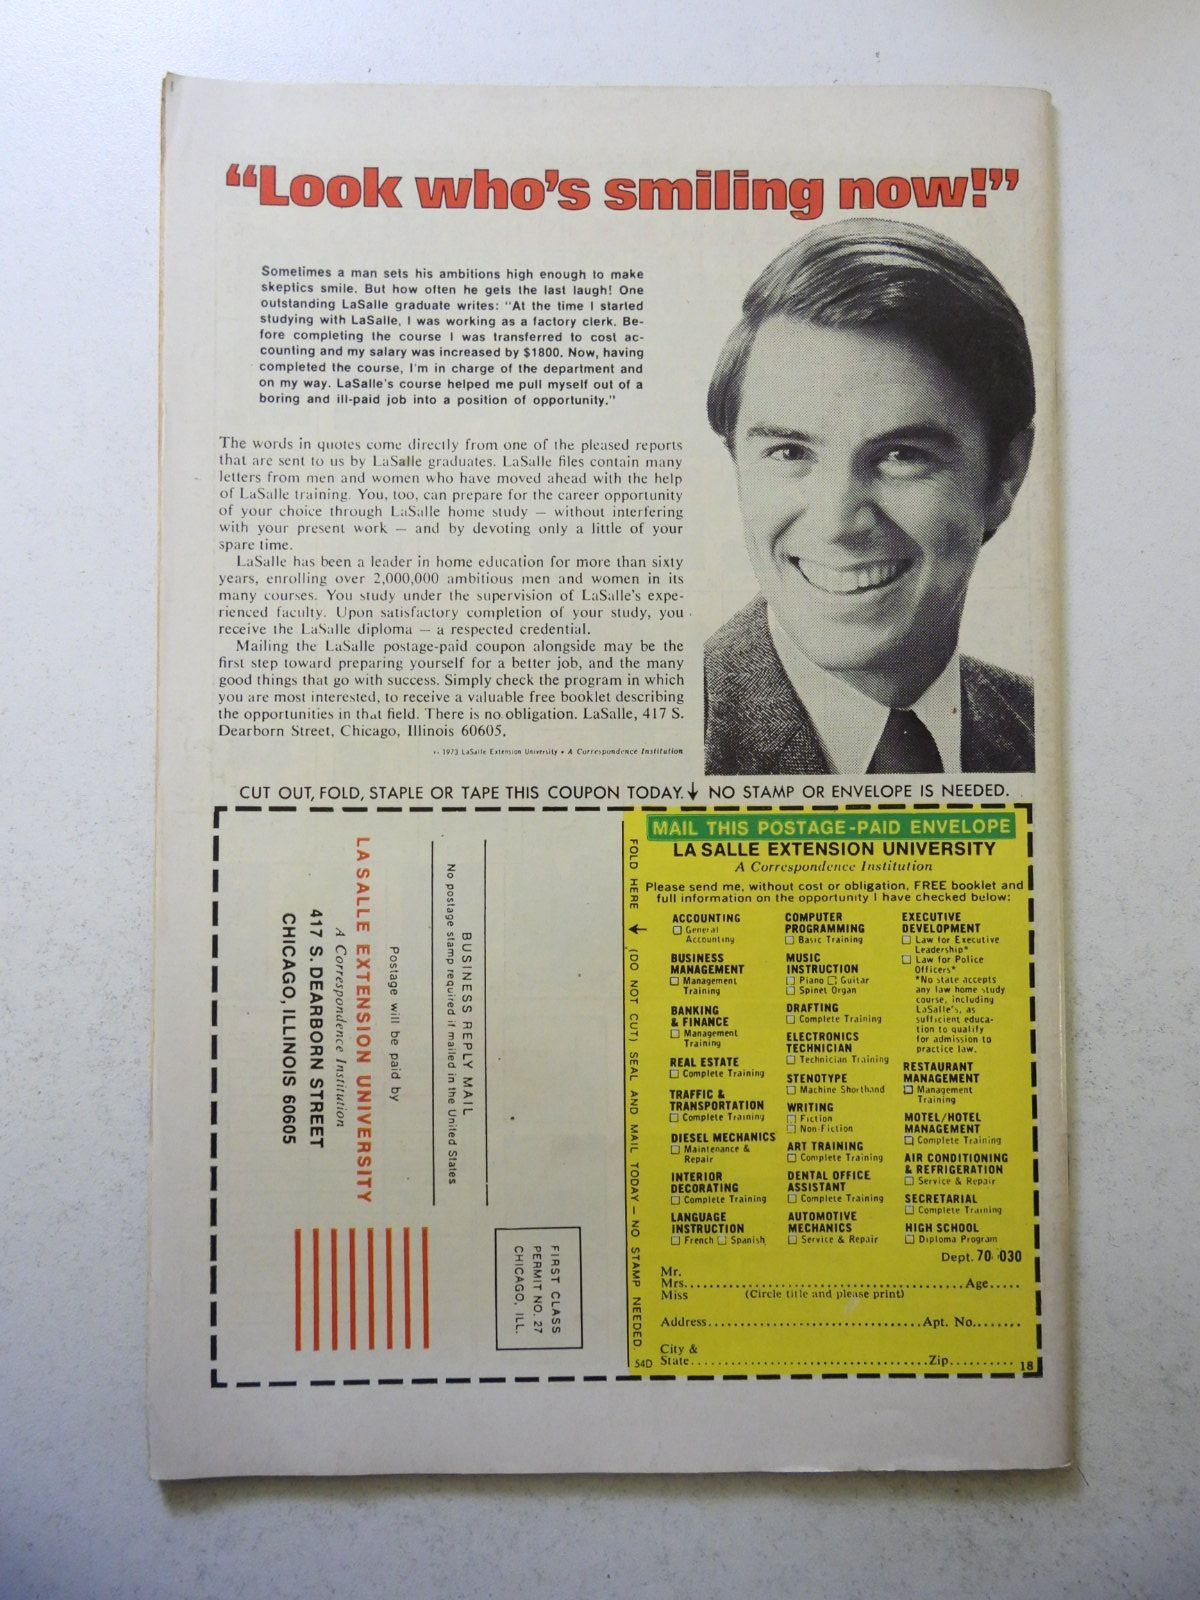 “Look who’s smiling now!”
Sometimes a man sets his ambitions high enough to make
skeptics smile. But how often he gets the last laugh! One
outstanding LaSalle graduate writes: “At the time I started
studying with LaSalle, I was working as a factory clerk. Be-
fore completing the course I was transferred to cost ac-
counting and my salary was increased by $1800. Now, having
completed the course, I’m in charge of the department and
on my way. LaSalle’s course helped me pull myself out of a
boring and ill-paid job into a position of opportunity.”
The words in quotes come directly from one of the pleased reports
that are sent to us by LaSalle graduates. LaSalle files contain many
letters from men and women who have moved ahead with the help
of LaSalle training. You, too, can prepare for the career opportunity
of your choice through LaSalle home study — without interfering
with your present work — and by devoting only a little of your
spare time.
LaSalle has been a leader in home education for more than sixty
years, enrolling over 2,000,000 ambitious men and women in its
many courses. You study under the supervision of LaSalle’s expe-
rienced faculty. Upon satisfactory completion of your study, you
receive the LaSalle diploma — a respected credential.
Mailing the LaSalle postage-paid coupon alongside may be the
first step toward preparing yourself for a better job, and the many
good things that go with success. Simply check the program in which
you are most interested, to receive a valuable free booklet describing
the opportunities in that field. There is no obligation. LaSalle, 417 S.
Dearborn Street, Chicago, Illinois 60605.
1973 LaSalle Extension University • A Correspondence Institution
CUT OUT, FOLD, STAPLE OR TAPE THIS COUPON TODAY. NO STAMP OR ENVELOPE IS NEEDED.
FIRST CLASS
PERMIT NO. 27
CHICAGO, ILL.
BUSINESS REPLY MAIL
No postage stamp required if mailed in the United States
Postage will be paid by
LA SALLE EXTENSION UNIVERSITY
A Correspondence Institution
417 S. DEARBORN STREET
CHICAGO, ILLINOIS 60605
FOLD HERE (DO NOT CUT) SEAL AND MAIL TODAY — NO STAMP NEEDED.
MAIL THIS POSTAGE-PAID ENVELOPE
LA SALLE EXTENSION UNIVERSITY
A Correspondence Institution
Please send me, without cost or obligation, FREE booklet and
full information on the opportunity I have checked below:
ACCOUNTING
☐ General
Accounting
BUSINESS
MANAGEMENT
☐ Management
Training
BANKING
& FINANCE
☐ Management
Training
REAL ESTATE
☐ Complete Training
TRAFFIC &
TRANSPORTATION
☐ Complete Training
DIESEL MECHANICS
☐ Maintenance &
Repair
INTERIOR
DECORATING
☐ Complete Training
LANGUAGE
INSTRUCTION
☐ French ☐ Spanish
COMPUTER
PROGRAMMING
☐ Basic Training
MUSIC
INSTRUCTION
☐ Piano ☐ Guitar
☐ Spinet Organ
DRAFTING
☐ Complete Training
ELECTRONICS
TECHNICIAN
☐ Technician Training
STENOTYPE
☐ Machine Shorthand
WRITING
☐ Fiction
☐ Non-Fiction
ART TRAINING
☐ Complete Training
DENTAL OFFICE
ASSISTANT
☐ Complete Training
AUTOMOTIVE
MECHANICS
☐ Service & Repair
EXECUTIVE
DEVELOPMENT
☐ Law for Executive
Leadership*
☐ Law for Police
Officers*
*No state accepts
any law home study
course, including
LaSalle’s, as
sufficient educa-
tion to qualify
for admission to
practice law.
RESTAURANT
MANAGEMENT
☐ Management
Training
MOTEL/HOTEL
MANAGEMENT
☐ Complete Training
AIR CONDITIONING
& REFRIGERATION
☐ Service & Repair
SECRETARIAL
☐ Complete Training
HIGH SCHOOL
☐ Diploma Program
Dept. 70-030
Mr.
Mrs. Age
Miss (Circle title and please print)
Address Apt. No.
City &
State Zip
54D
18